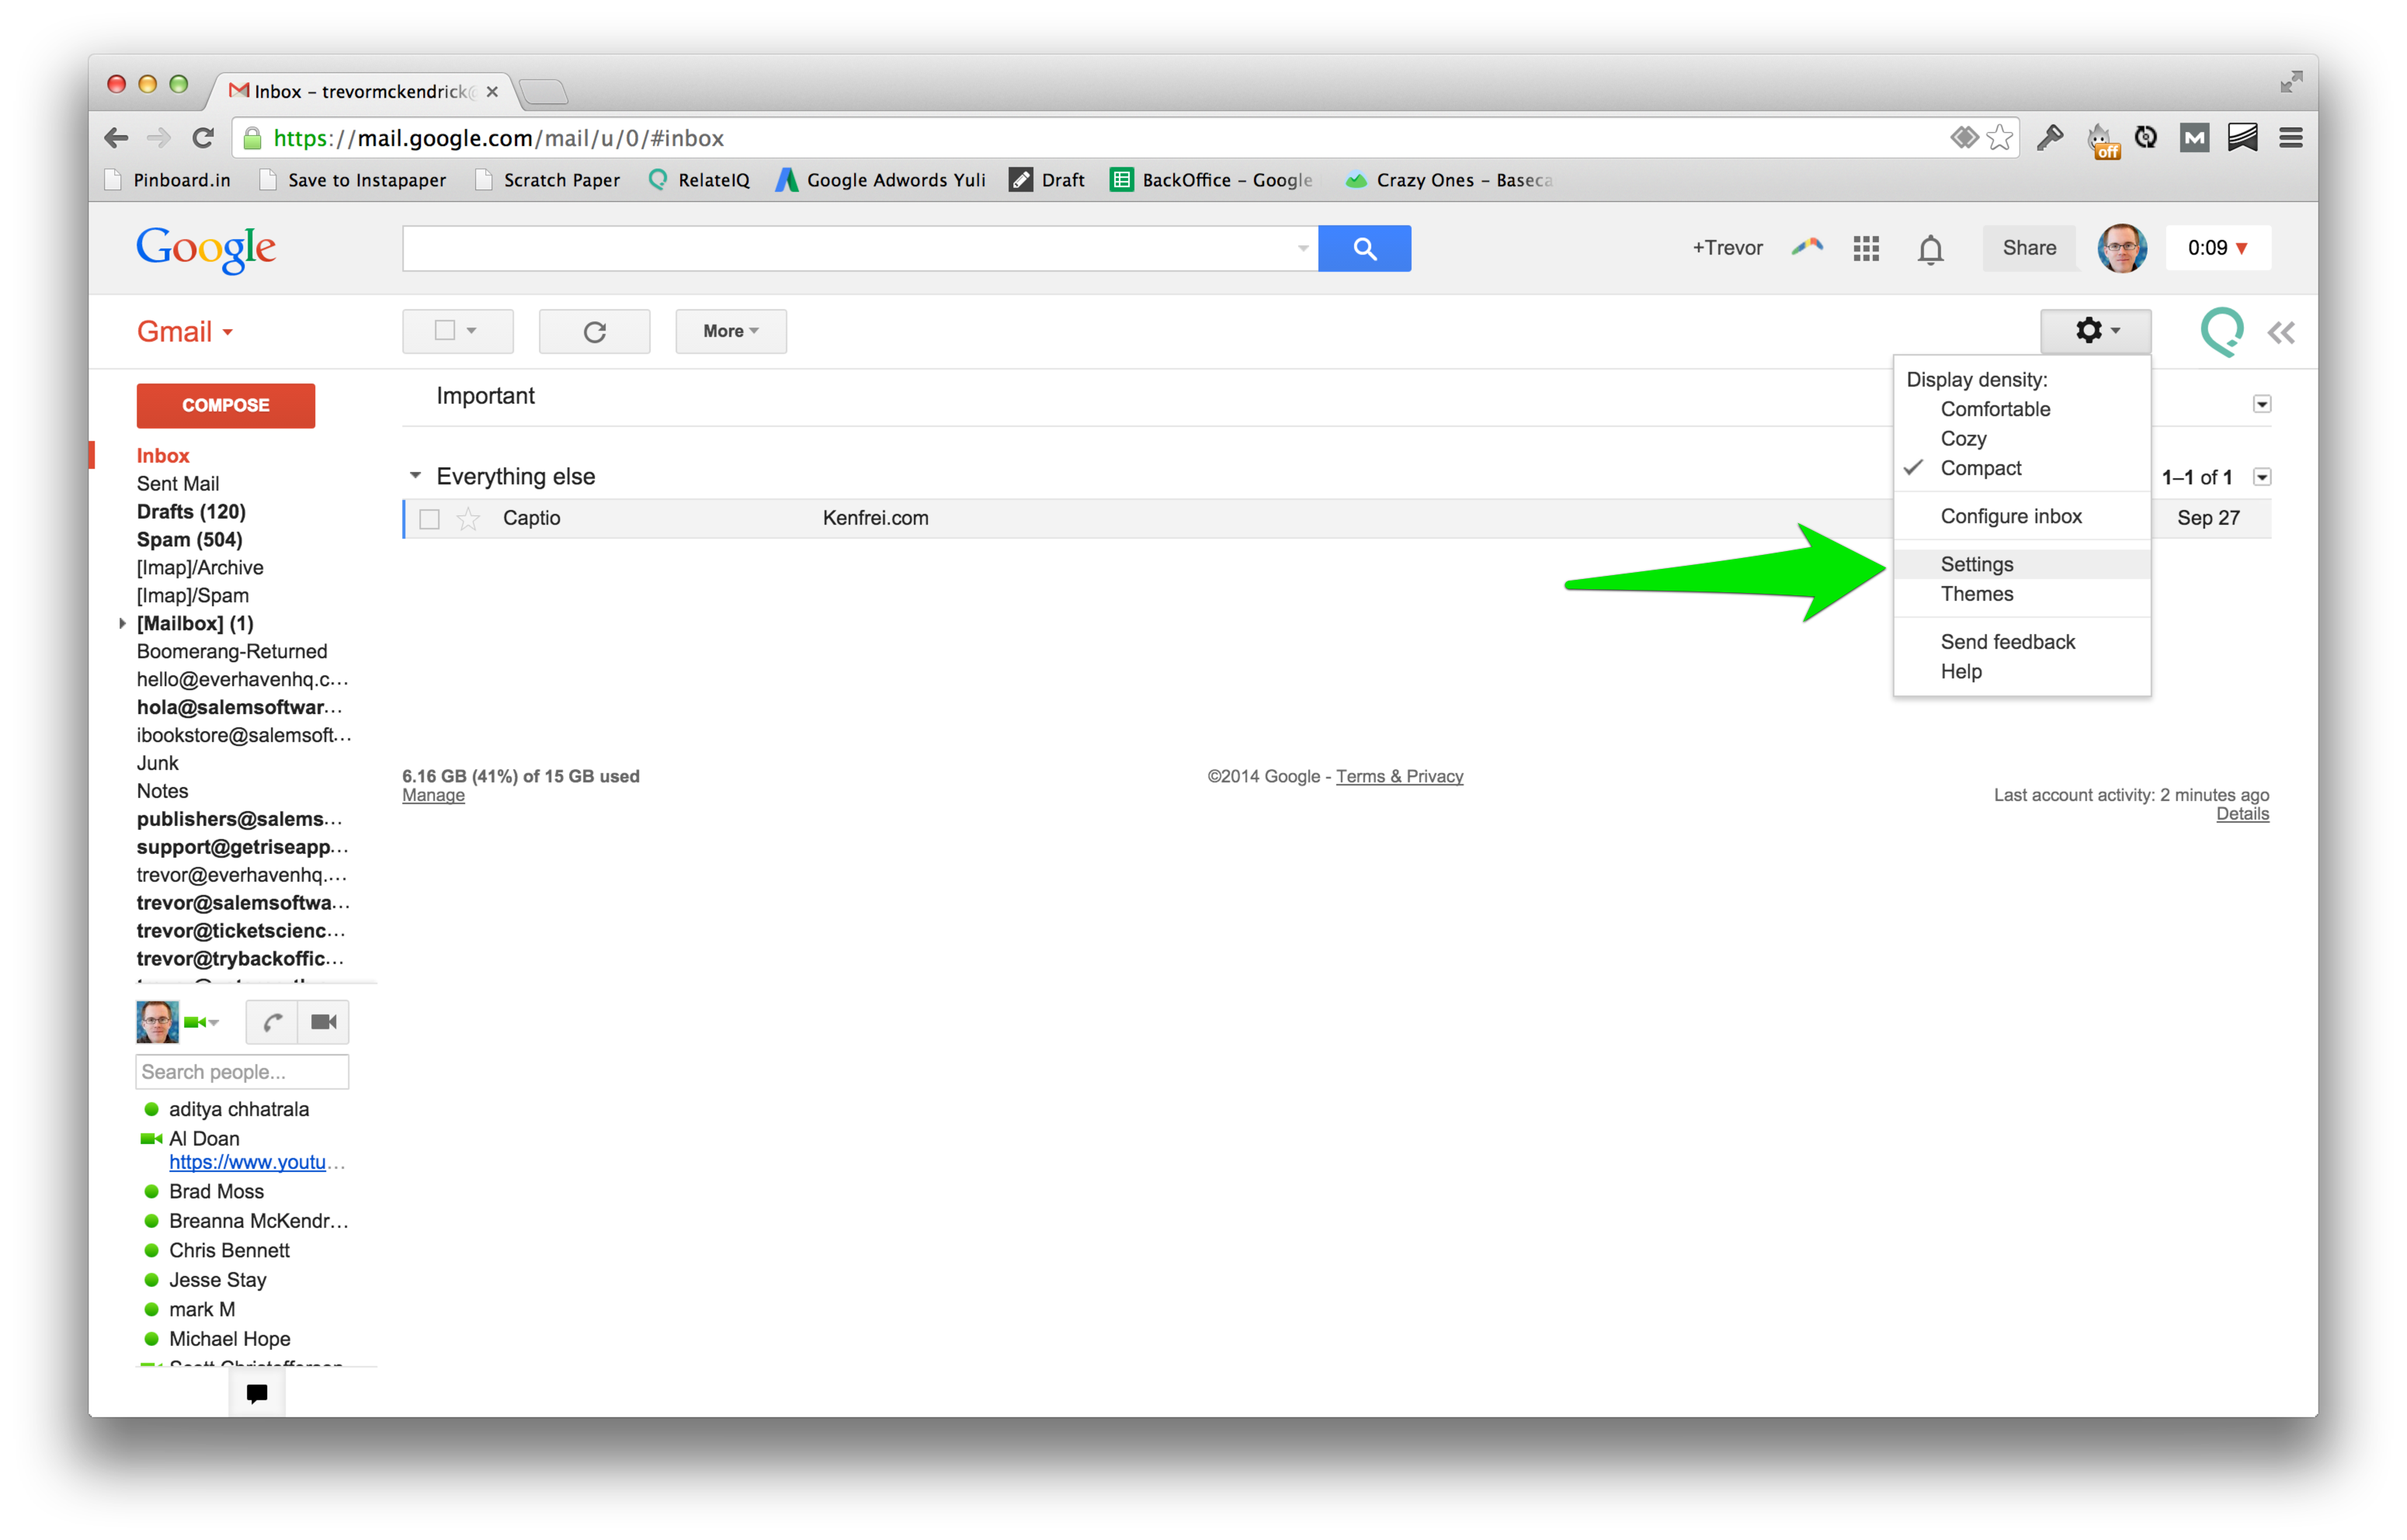 Inbox – trevormckendrick@
https://mail.google.com/mail/u/0/#inbox
off
Pinboard.in
Save to Instapaper
Scratch Paper
RelateIQ
Google Adwords Yuli
Draft
BackOffice – Google
Crazy Ones – Baseca
Google
+Trevor
Share
0:09
Gmail
More
COMPOSE
Inbox
Sent Mail
Drafts (120)
Spam (504)
[Imap]/Archive
[Imap]/Spam
[Mailbox] (1)
Boomerang-Returned
hello@everhavenhq.c...
hola@salemsoftwar...
ibookstore@salemsoft...
Junk
Notes
publishers@salems...
support@getriseapp...
trevor@everhavenhq....
trevor@salemsoftwa...
trevor@ticketscienc...
trevor@trybackoffic...
Important
Everything else
1–1 of 1
Captio
Kenfrei.com
Sep 27
Display density:
Comfortable
Cozy
Compact
Configure inbox
Settings
Themes
Send feedback
Help
6.16 GB (41%) of 15 GB used
Manage
©2014 Google - Terms & Privacy
Last account activity: 2 minutes ago
Details
Search people...
aditya chhatrala
Al Doan
https://www.youtu...
Brad Moss
Breanna McKendr...
Chris Bennett
Jesse Stay
mark M
Michael Hope